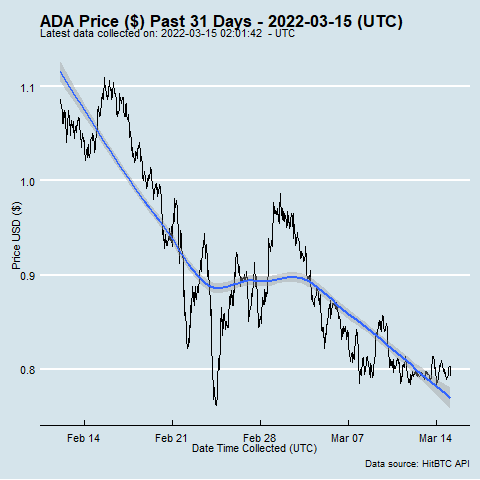 ADA Price ($) Past 31 Days - 2022-03-15 (UTC)
Latest data collected on: 2022-03-15 02:01:42 - UTC
Price USD ($)
1.1
1.0
0.9
0.8
Feb 14 Feb 21 Feb 28 Mar 07 Mar 14
Date Time Collected (UTC)
Data source: HitBTC API